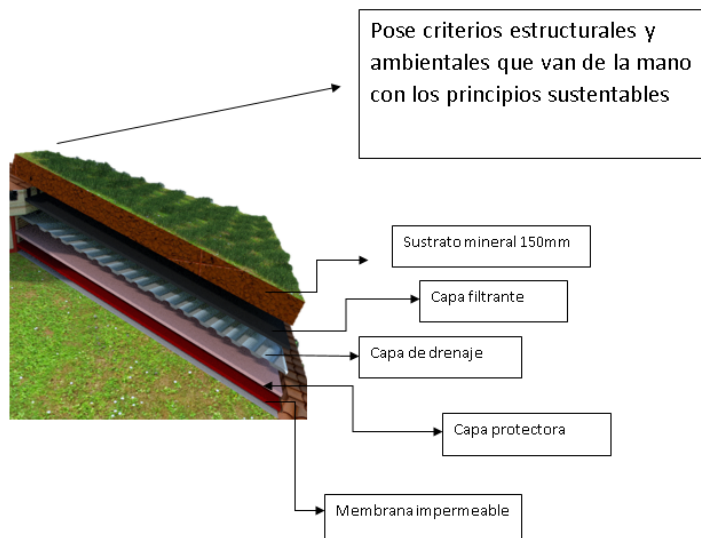 Pose criterios estructurales y
ambientales que van de la mano
con los principios sustentables
Sustrato mineral 150mm
Capa filtrante
Capa de drenaje
Capa protectora
Membrana impermeable